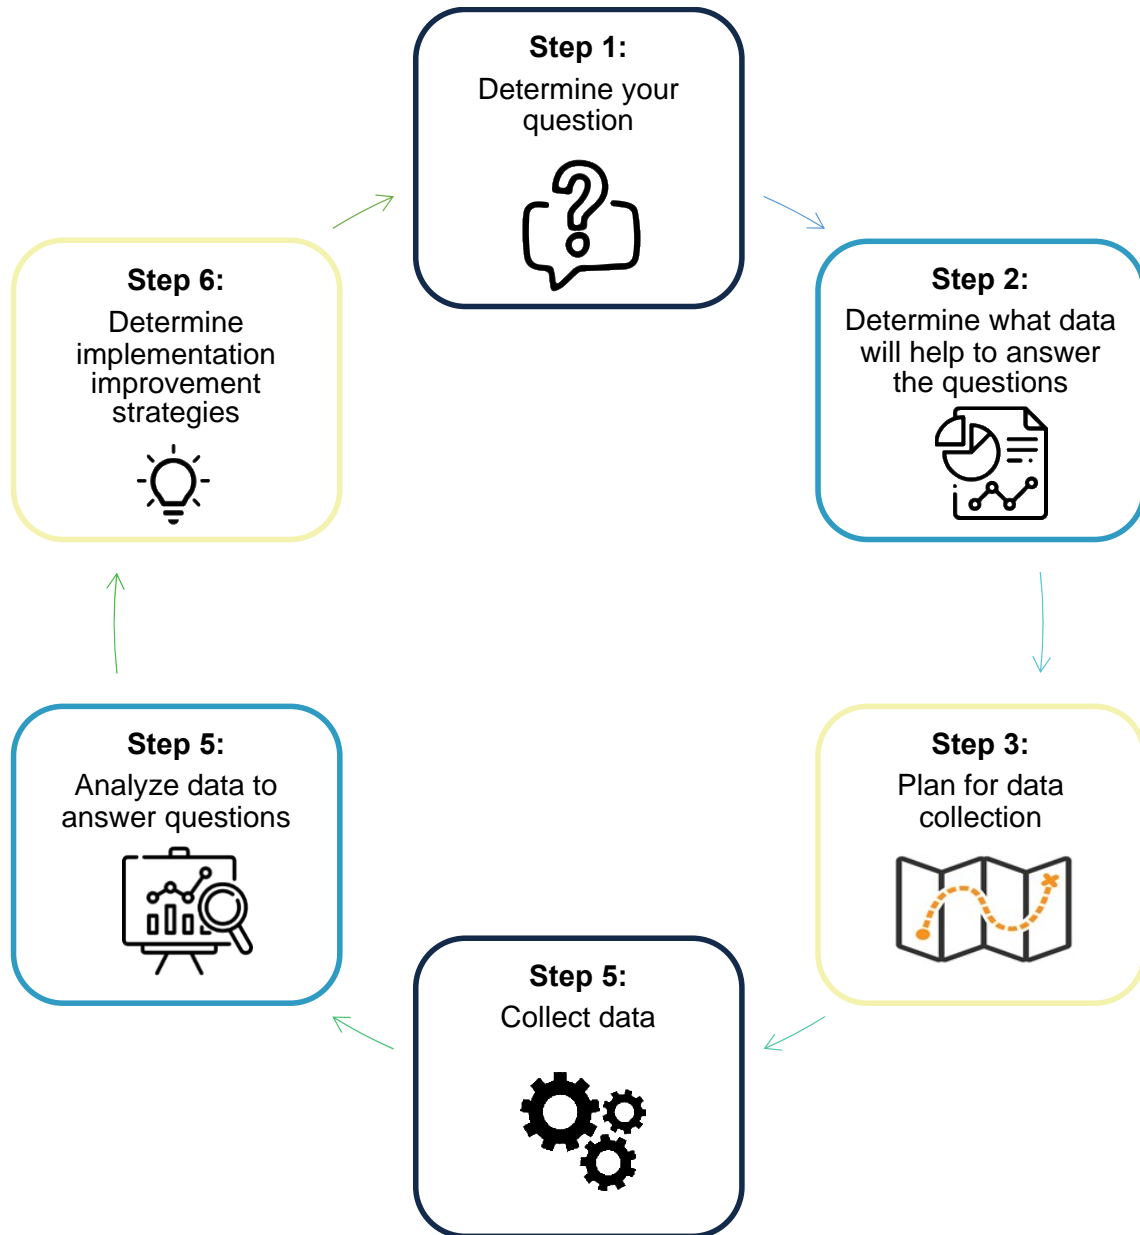 Step 1:
Determine your
question
Step 2:
Determine what data
will help to answer
the questions
Step 3:
Plan for data
collection
Step 5:
Collect data
Step 5:
Analyze data to
answer questions
Step 6:
Determine
implementation
improvement
strategies